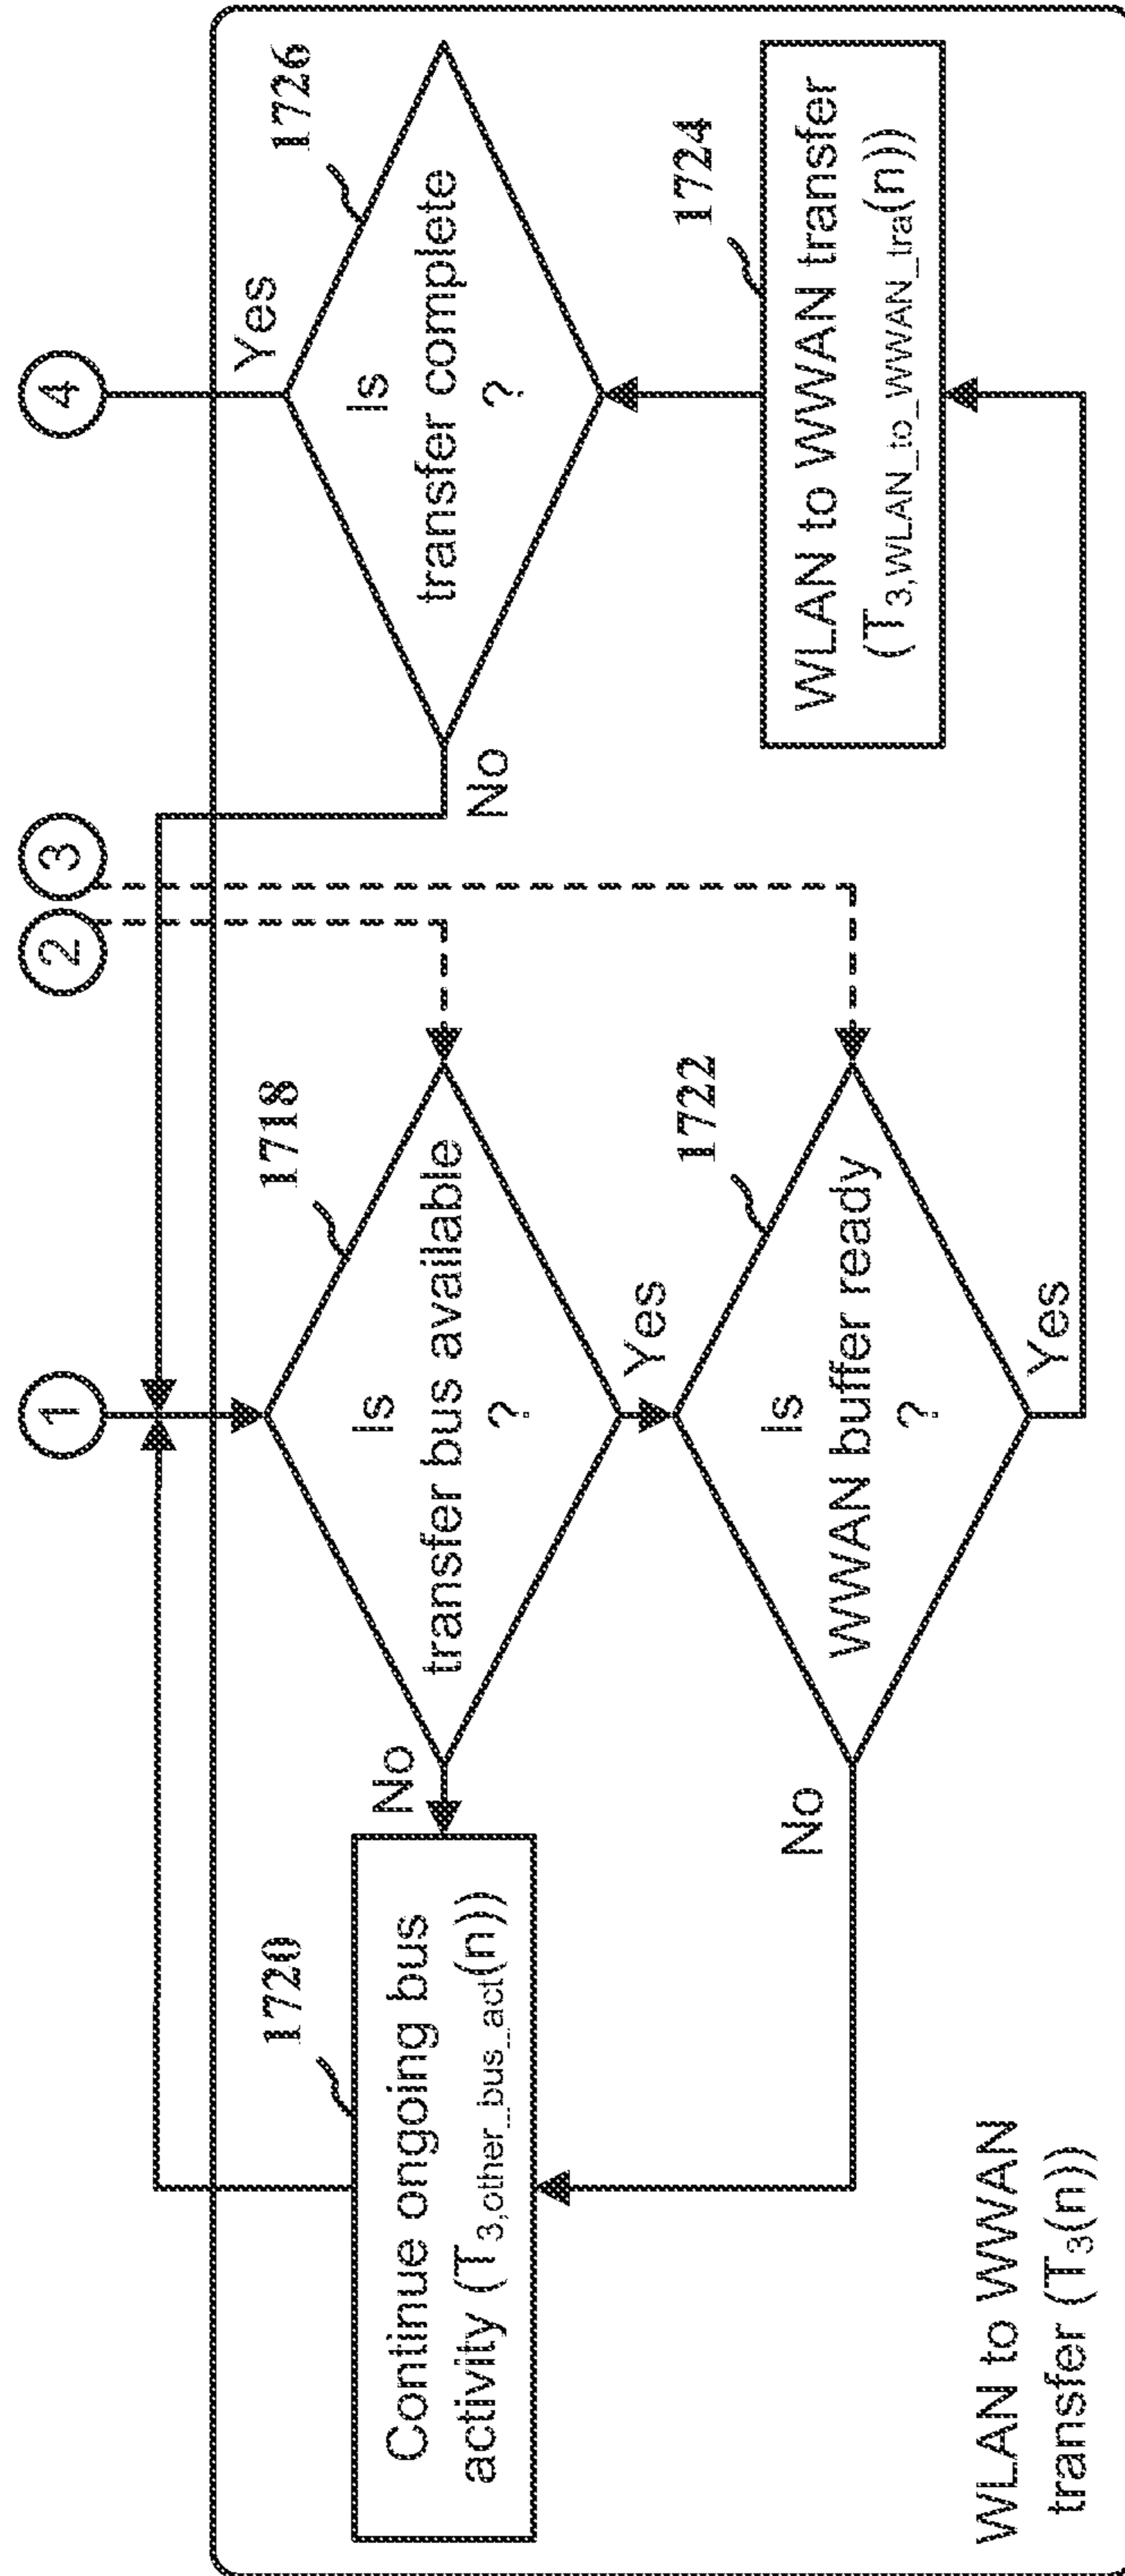 1
2
3
4
1718
Is
transfer bus available
?
No
Yes
1720
Continue ongoing bus
activity (T3,other_bus_act(n))
1722
Is
WWAN buffer ready
?
No
Yes
1724
WLAN to WWAN transfer
(T3,WLAN_to_WWAN_tra(n))
1726
Is
transfer complete
?
Yes
No
WLAN to WWAN
transfer (T3(n))